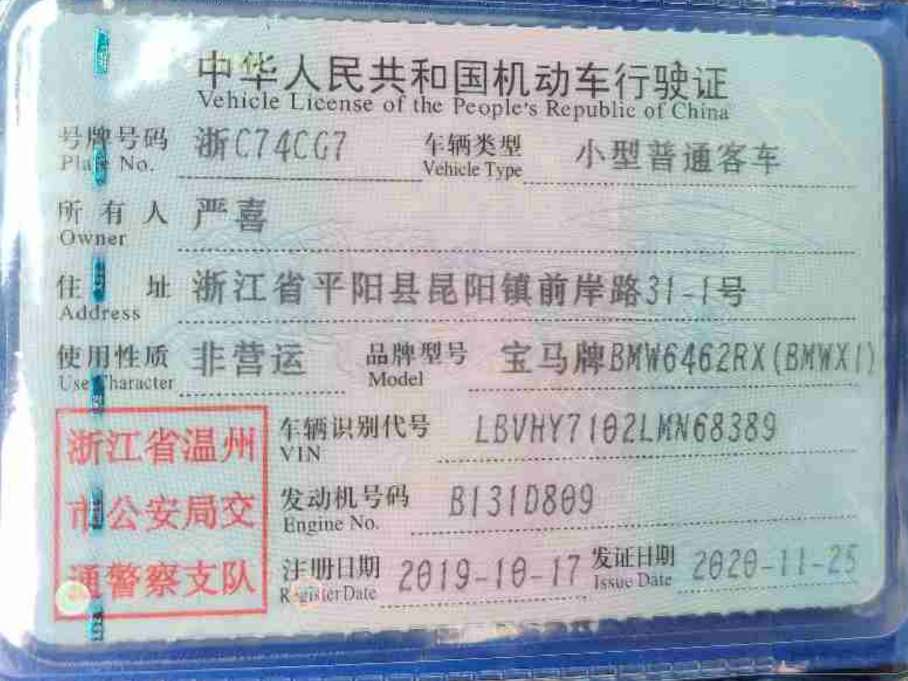 中华人民共和国机动车行驶证
Vehicle License of the People's Republic of China
号牌号码 浙C74CG7 车辆类型 小型普通客车
Plate No. Vehicle Type
所有人 严喜
Owner
住址 浙江省平阳县昆阳镇前岸路31-1号
Address
使用性质 非营运 品牌型号 宝马牌BMW6462RX(BMWX1)
Use Character Model
浙江省温州
市公安局交
通警察支队
车辆识别代号 LBVHY7102LMN68389
VIN
发动机号码 B131D809
Engine No.
注册日期 2019-10-17 发证日期 2020-11-25
Register Date Issue Date